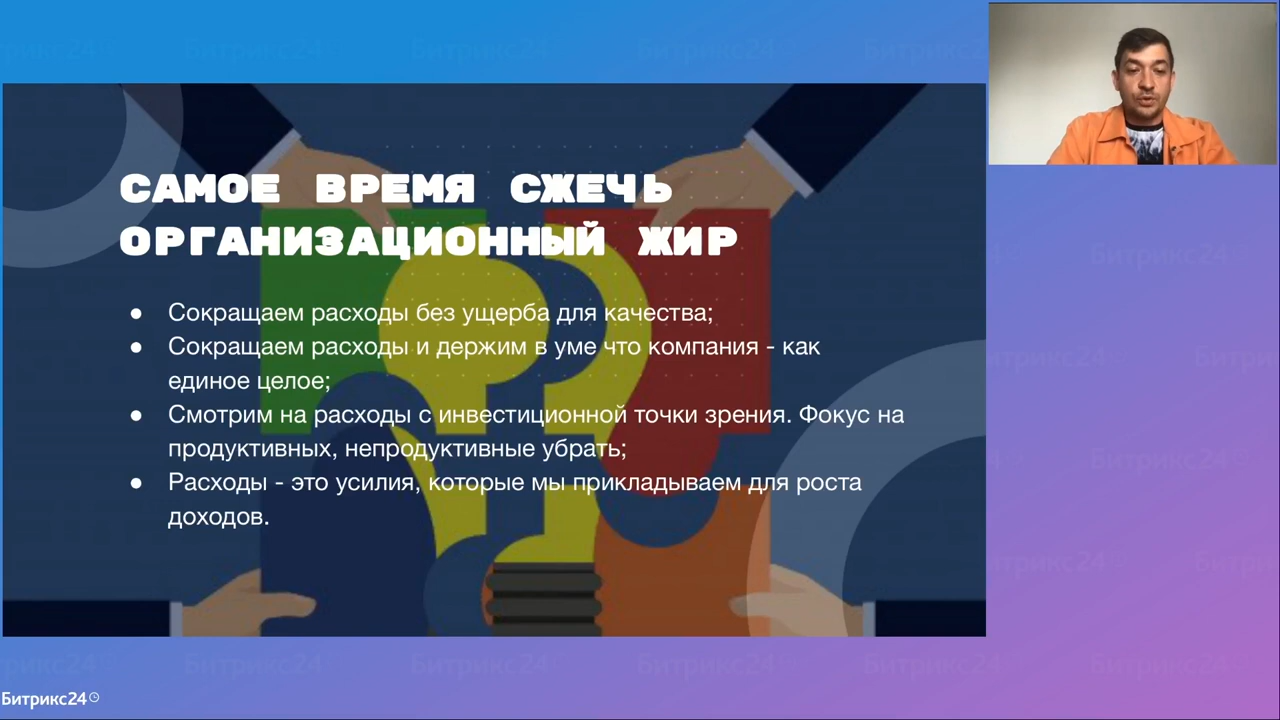 САМОЕ ВРЕМЯ СЖЕЧЬ
ОРГАНИЗАЦИОННЫЙ ЖИР
● Сокращаем расходы без ущерба для качества;
● Сокращаем расходы и держим в уме что компания - как
единое целое;
● Смотрим на расходы с инвестиционной точки зрения. Фокус на
продуктивных, непродуктивные убрать;
● Расходы - это усилия, которые мы прикладываем для роста
доходов.
Битрикс24